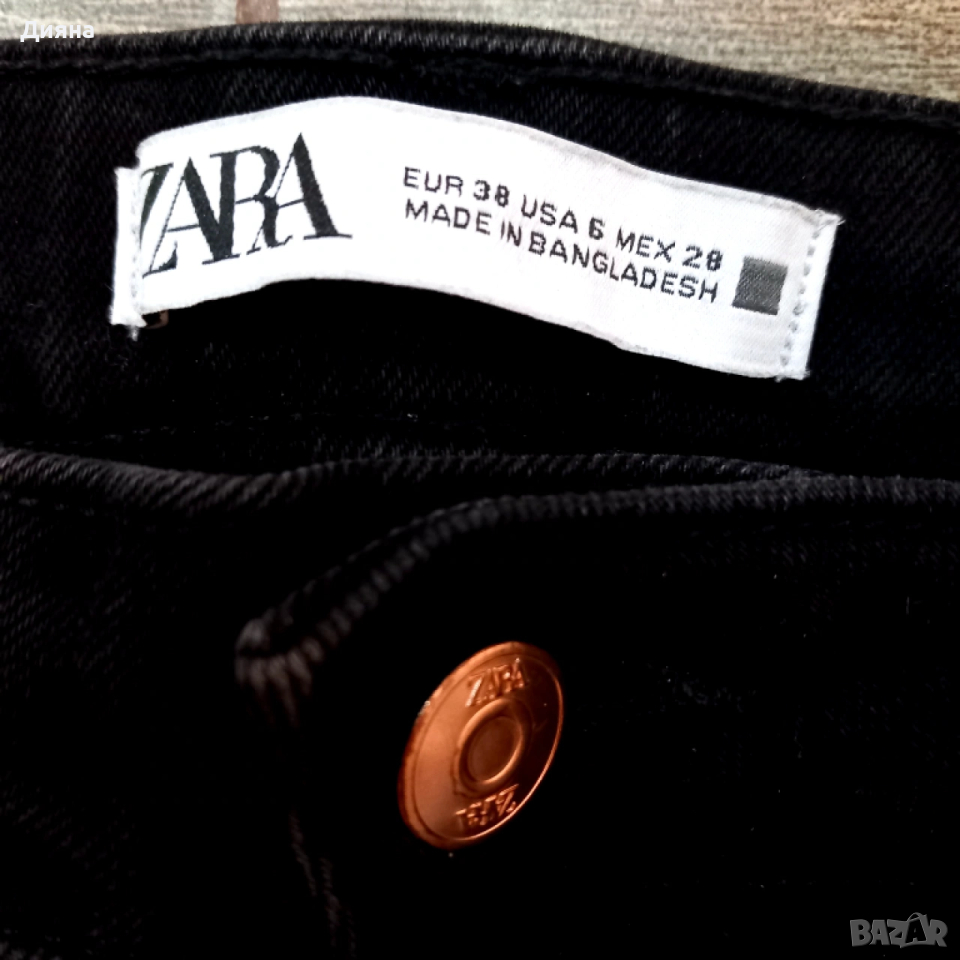 Дияна
ZARA
EUR 38 USA 6 MEX 28
MADE IN BANGLADESH
ZARA
ZARA
BAZAR